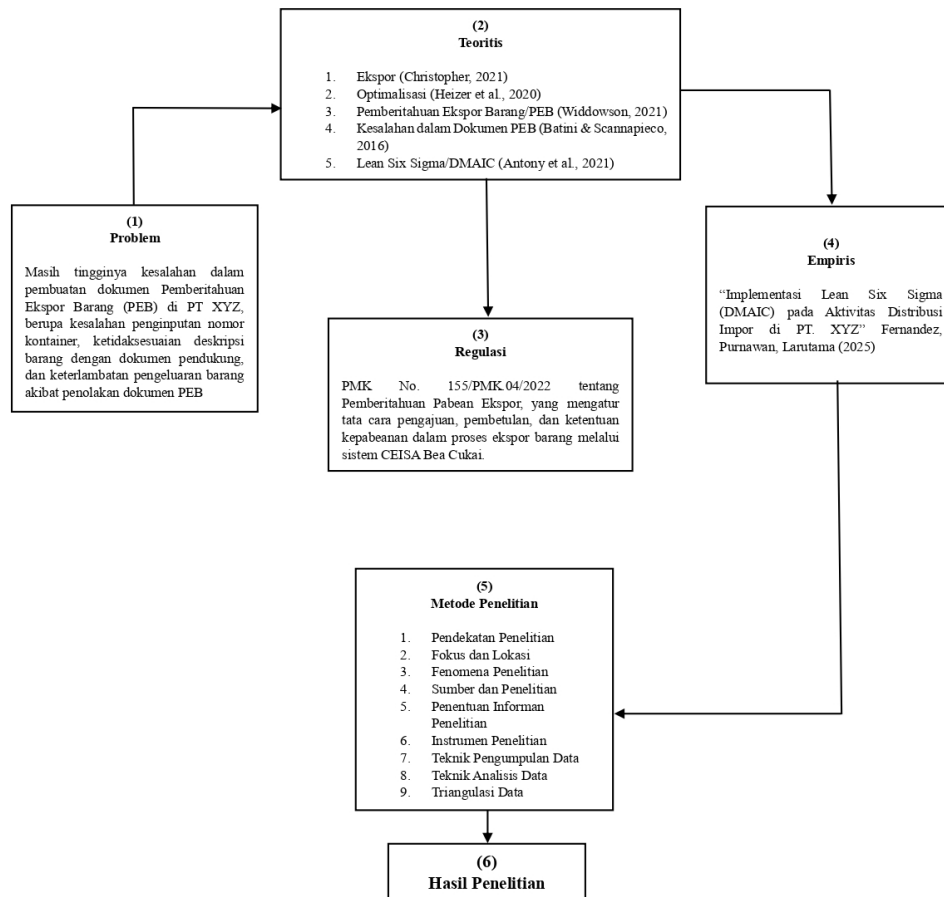 (2)
Teoritis
1. Ekspor (Christopher, 2021)
2. Optimalisasi (Heizer et al., 2020)
3. Pemberitahuan Ekspor Barang/PEB (Widdowson, 2021)
4. Kesalahan dalam Dokumen PEB (Batini & Scannapieco,
2016)
5. Lean Six Sigma/DMAIC (Antony et al., 2021)
(1)
Problem
Masih tingginya kesalahan dalam
pembuatan dokumen Pemberitahuan
Ekspor Barang (PEB) di PT XYZ,
berupa kesalahan penginputan nomor
kontainer, ketidaksesuaian deskripsi
barang dengan dokumen pendukung,
dan keterlambatan pengeluaran barang
akibat penolakan dokumen PEB
(3)
Regulasi
PMK No. 155/PMK.04/2022 tentang
Pemberitahuan Pabean Ekspor, yang mengatur
tata cara pengajuan, pembetulan, dan ketentuan
kepabeanan dalam proses ekspor barang melalui
sistem CEISA Bea Cukai.
(4)
Empiris
“Implementasi Lean Six Sigma
(DMAIC) pada Aktivitas Distribusi
Impor di PT. XYZ” Fernandez,
Purnawan, Larutama (2025)
(5)
Metode Penelitian
1. Pendekatan Penelitian
2. Fokus dan Lokasi
3. Fenomena Penelitian
4. Sumber dan Penelitian
5. Penentuan Informan
Penelitian
6. Instrumen Penelitian
7. Teknik Pengumpulan Data
8. Teknik Analisis Data
9. Triangulasi Data
(6)
Hasil Penelitian